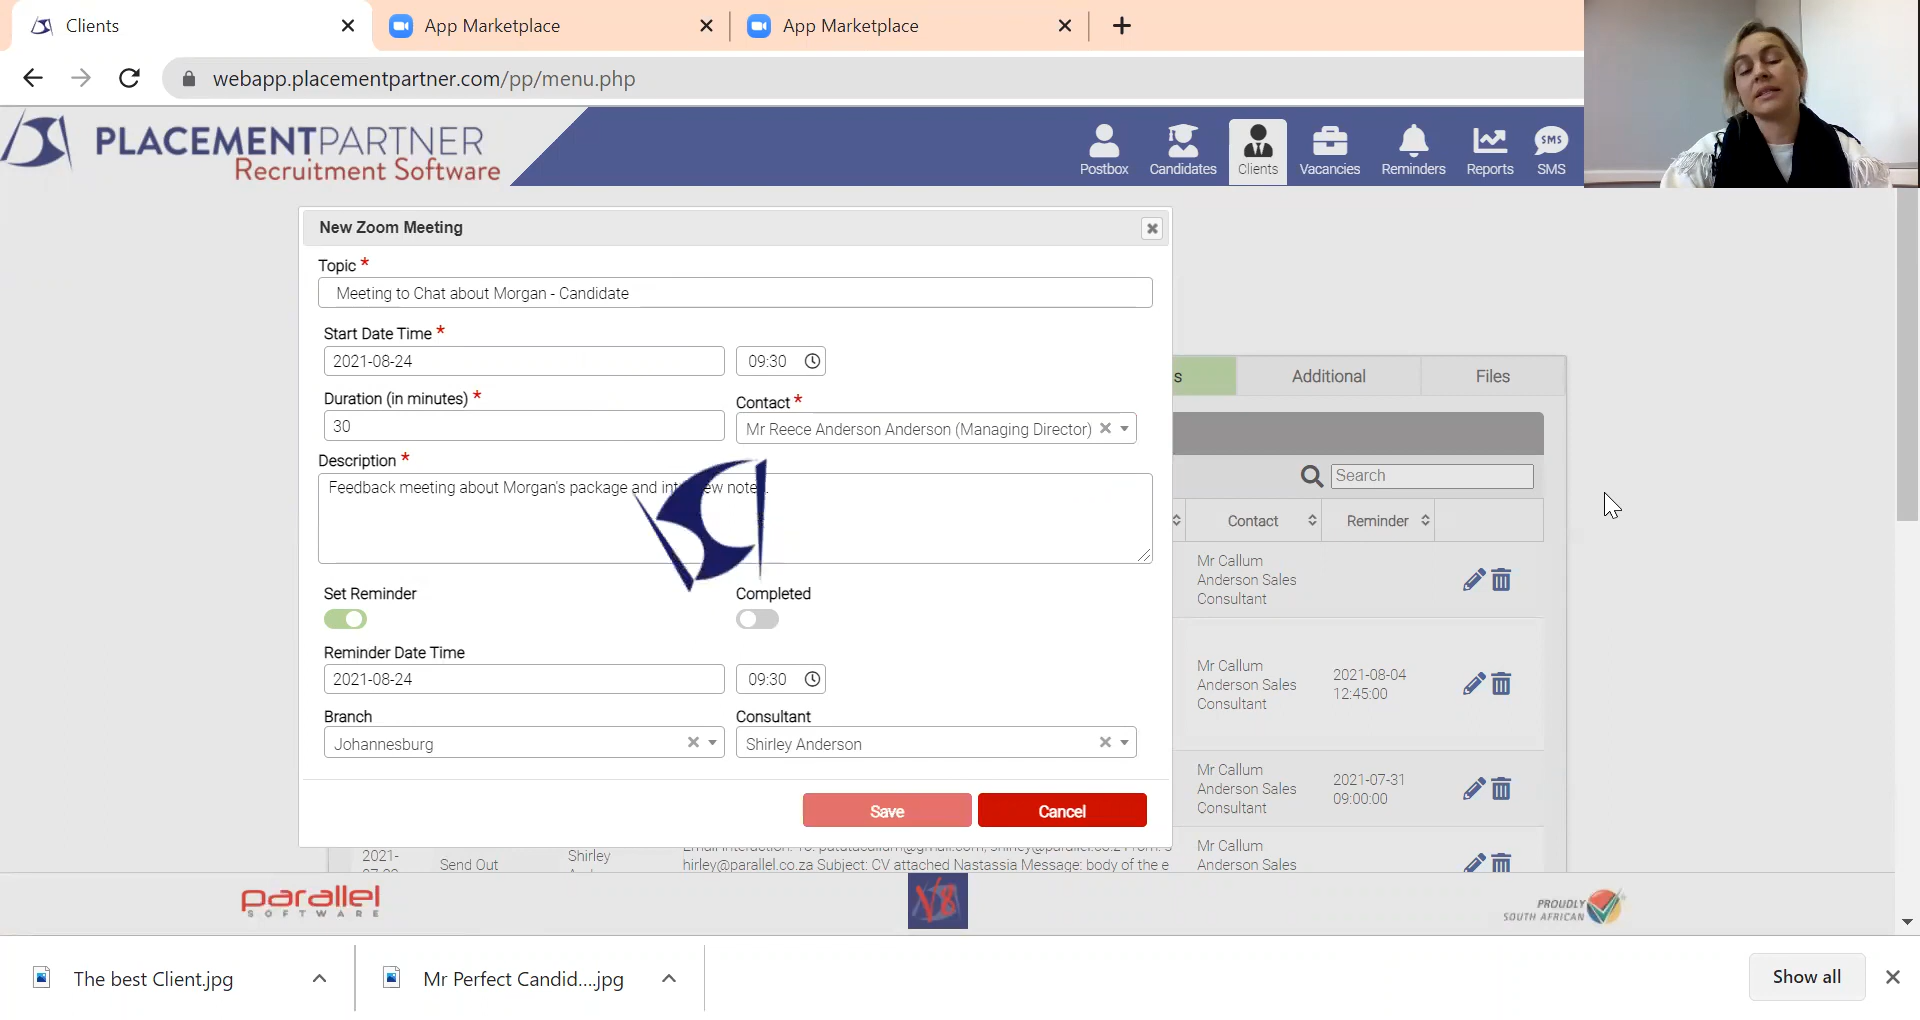 Clients
App Marketplace
App Marketplace
webapp.placementpartner.com/pp/menu.php
PLACEMENTPARTNER
Recruitment Software
Postbox
Candidates
Clients
Vacancies
Reminders
Reports
SMS
SMS
New Zoom Meeting
Topic *
Meeting to Chat about Morgan - Candidate
Start Date Time *
2021-08-24
09:30
Duration (in minutes) *
30
Contact *
Mr Reece Anderson Anderson (Managing Director)
Description *
Feedback meeting about Morgan's package and
Set Reminder
Completed
Reminder Date Time
2021-08-24
09:30
Branch
Johannesburg
Consultant
Shirley Anderson
Save
Cancel
s
Additional
Files
Search
Contact
Reminder
Mr Callum
Anderson Sales
Consultant
Mr Callum
Anderson Sales
Consultant
2021-08-04
12:45:00
Mr Callum
Anderson Sales
Consultant
2021-07-31
09:00:00
Mr Callum
Anderson Sales
2021-
Send Out
Shirley
hirley@parallel.co.za Subject: CV attached Nastassia Message: body of the e
parallel
SOFTWARE
V8
PROUDLY
SOUTH AFRICAN
The best Client.jpg
Mr Perfect Candid....jpg
Show all